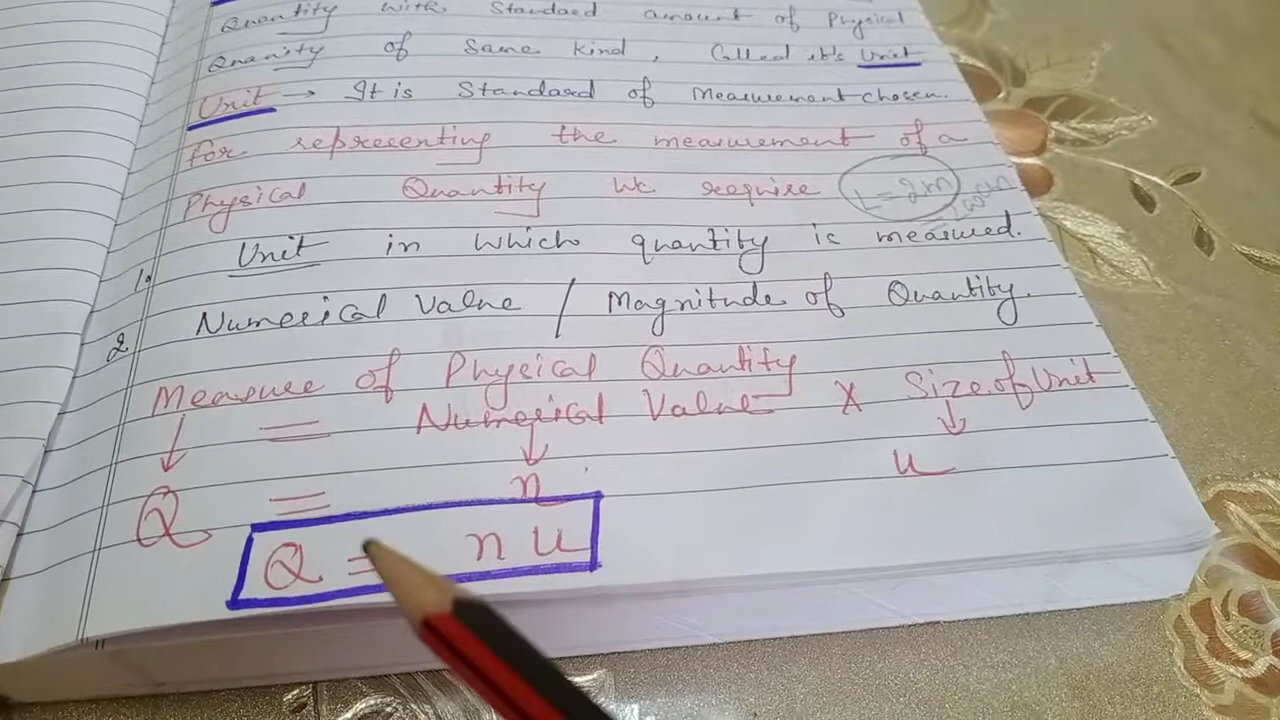 Quantity with Standard amount of Physical
Quanity of Same kind, Called it's Unit
Unit → It is Standard of Measurement chosen.
for representing the measurement of a
Physical Quantity We require L = 2m
1. Unit in which quantity is measured.
2. Numerical Value / Magnitude of Quantity.
Measure of Physical Quantity
= Numerical Value X Size of Unit
Q = n u
Q = n u